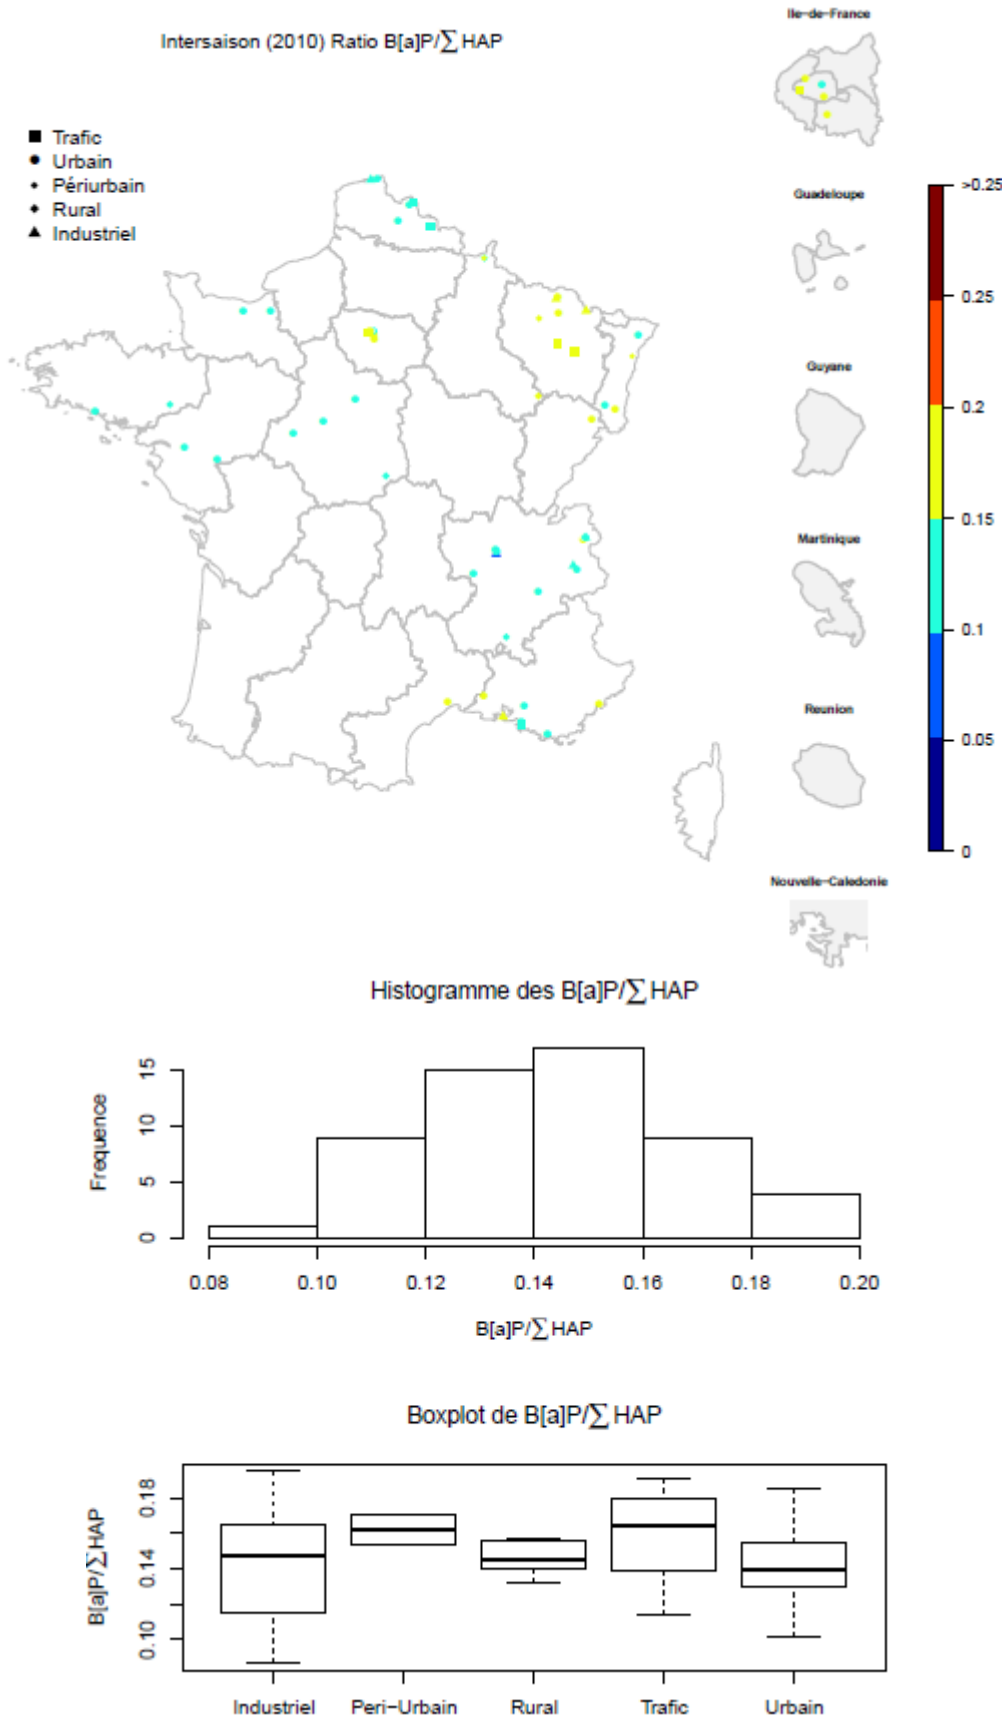 Intersaison (2010) Ratio B[a]P/∑ HAP
Trafic
Urbain
Périurbain
Rural
Industriel
Ile−de−France
Guadeloupe
Guyane
Martinique
Reunion
Nouvelle−Caledonie
>0.25
0.25
0.2
0.15
0.1
0.05
0
Histogramme des B[a]P/∑ HAP
Frequence
15
10
5
0
0.08 0.10 0.12 0.14 0.16 0.18 0.20
B[a]P/∑ HAP
Boxplot de B[a]P/∑ HAP
B[a]P/∑ HAP
0.18
0.14
0.10
Industriel Peri−Urbain Rural Trafic Urbain